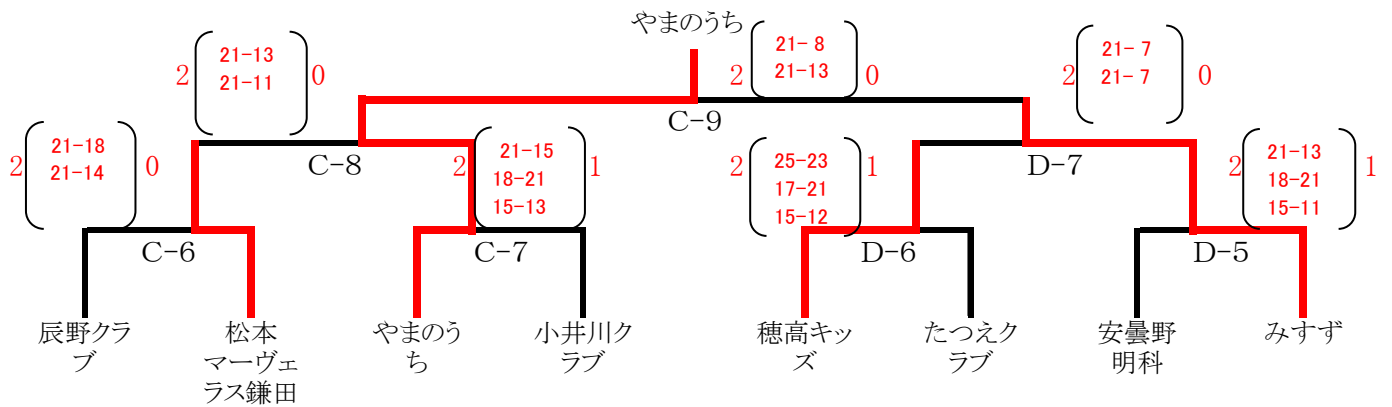 やまのうち
2 21-13 0
21-11
2 21- 8 0
21-13
2 21- 7 0
21- 7
C-9
2 21-18 0
21-14
C-8
2 21-15 1
18-21
15-13
2 25-23 1
17-21
15-12
D-7
2 21-13 1
18-21
15-11
C-6
C-7
D-6
D-5
辰野クラ
ブ
松本
マーヴェ
ラス鎌田
やまのう
ち
小井川ク
ラブ
穂高キッ
ズ
たつえク
ラブ
安曇野
明科
みすず